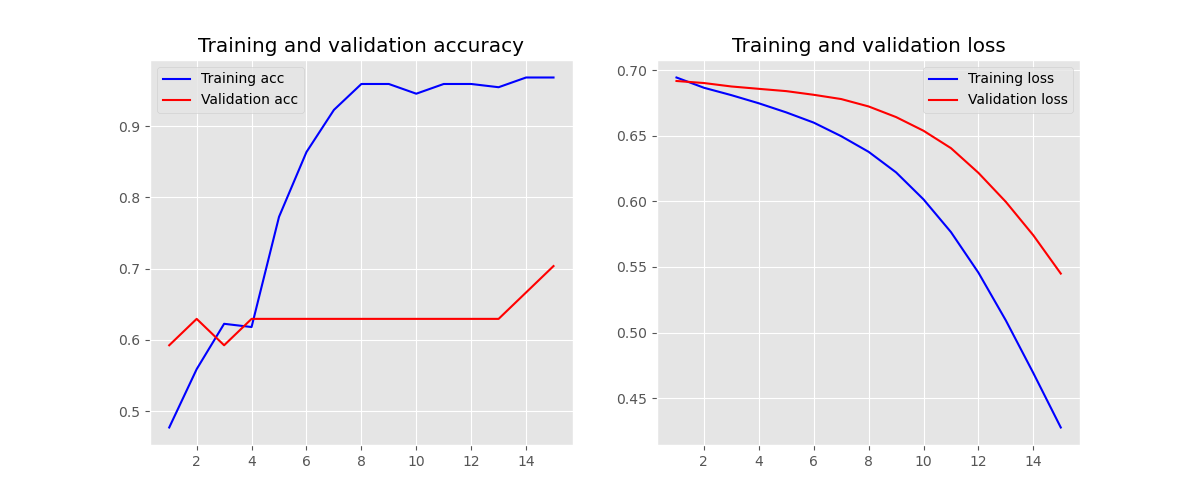 Training and validation accuracy
Training acc
Validation acc
0.9
0.8
0.7
0.6
0.5
2 4 6 8 10 12 14
Training and validation loss
Training loss
Validation loss
0.70
0.65
0.60
0.55
0.50
0.45
2 4 6 8 10 12 14